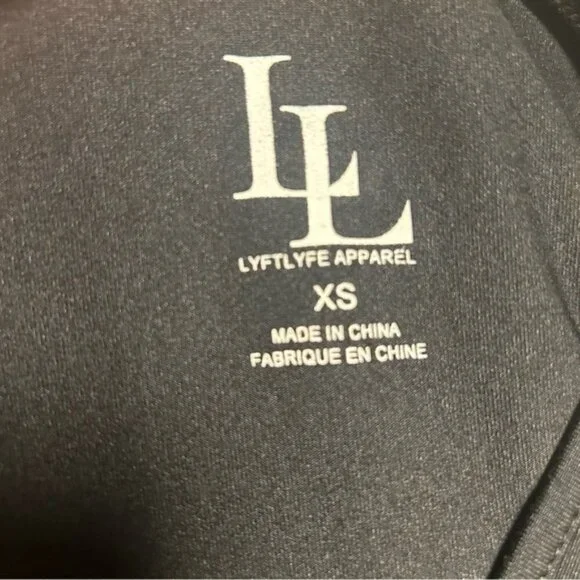 LL
LYFTLYFE APPAREL
XS
MADE IN CHINA
FABRIQUE EN CHINE